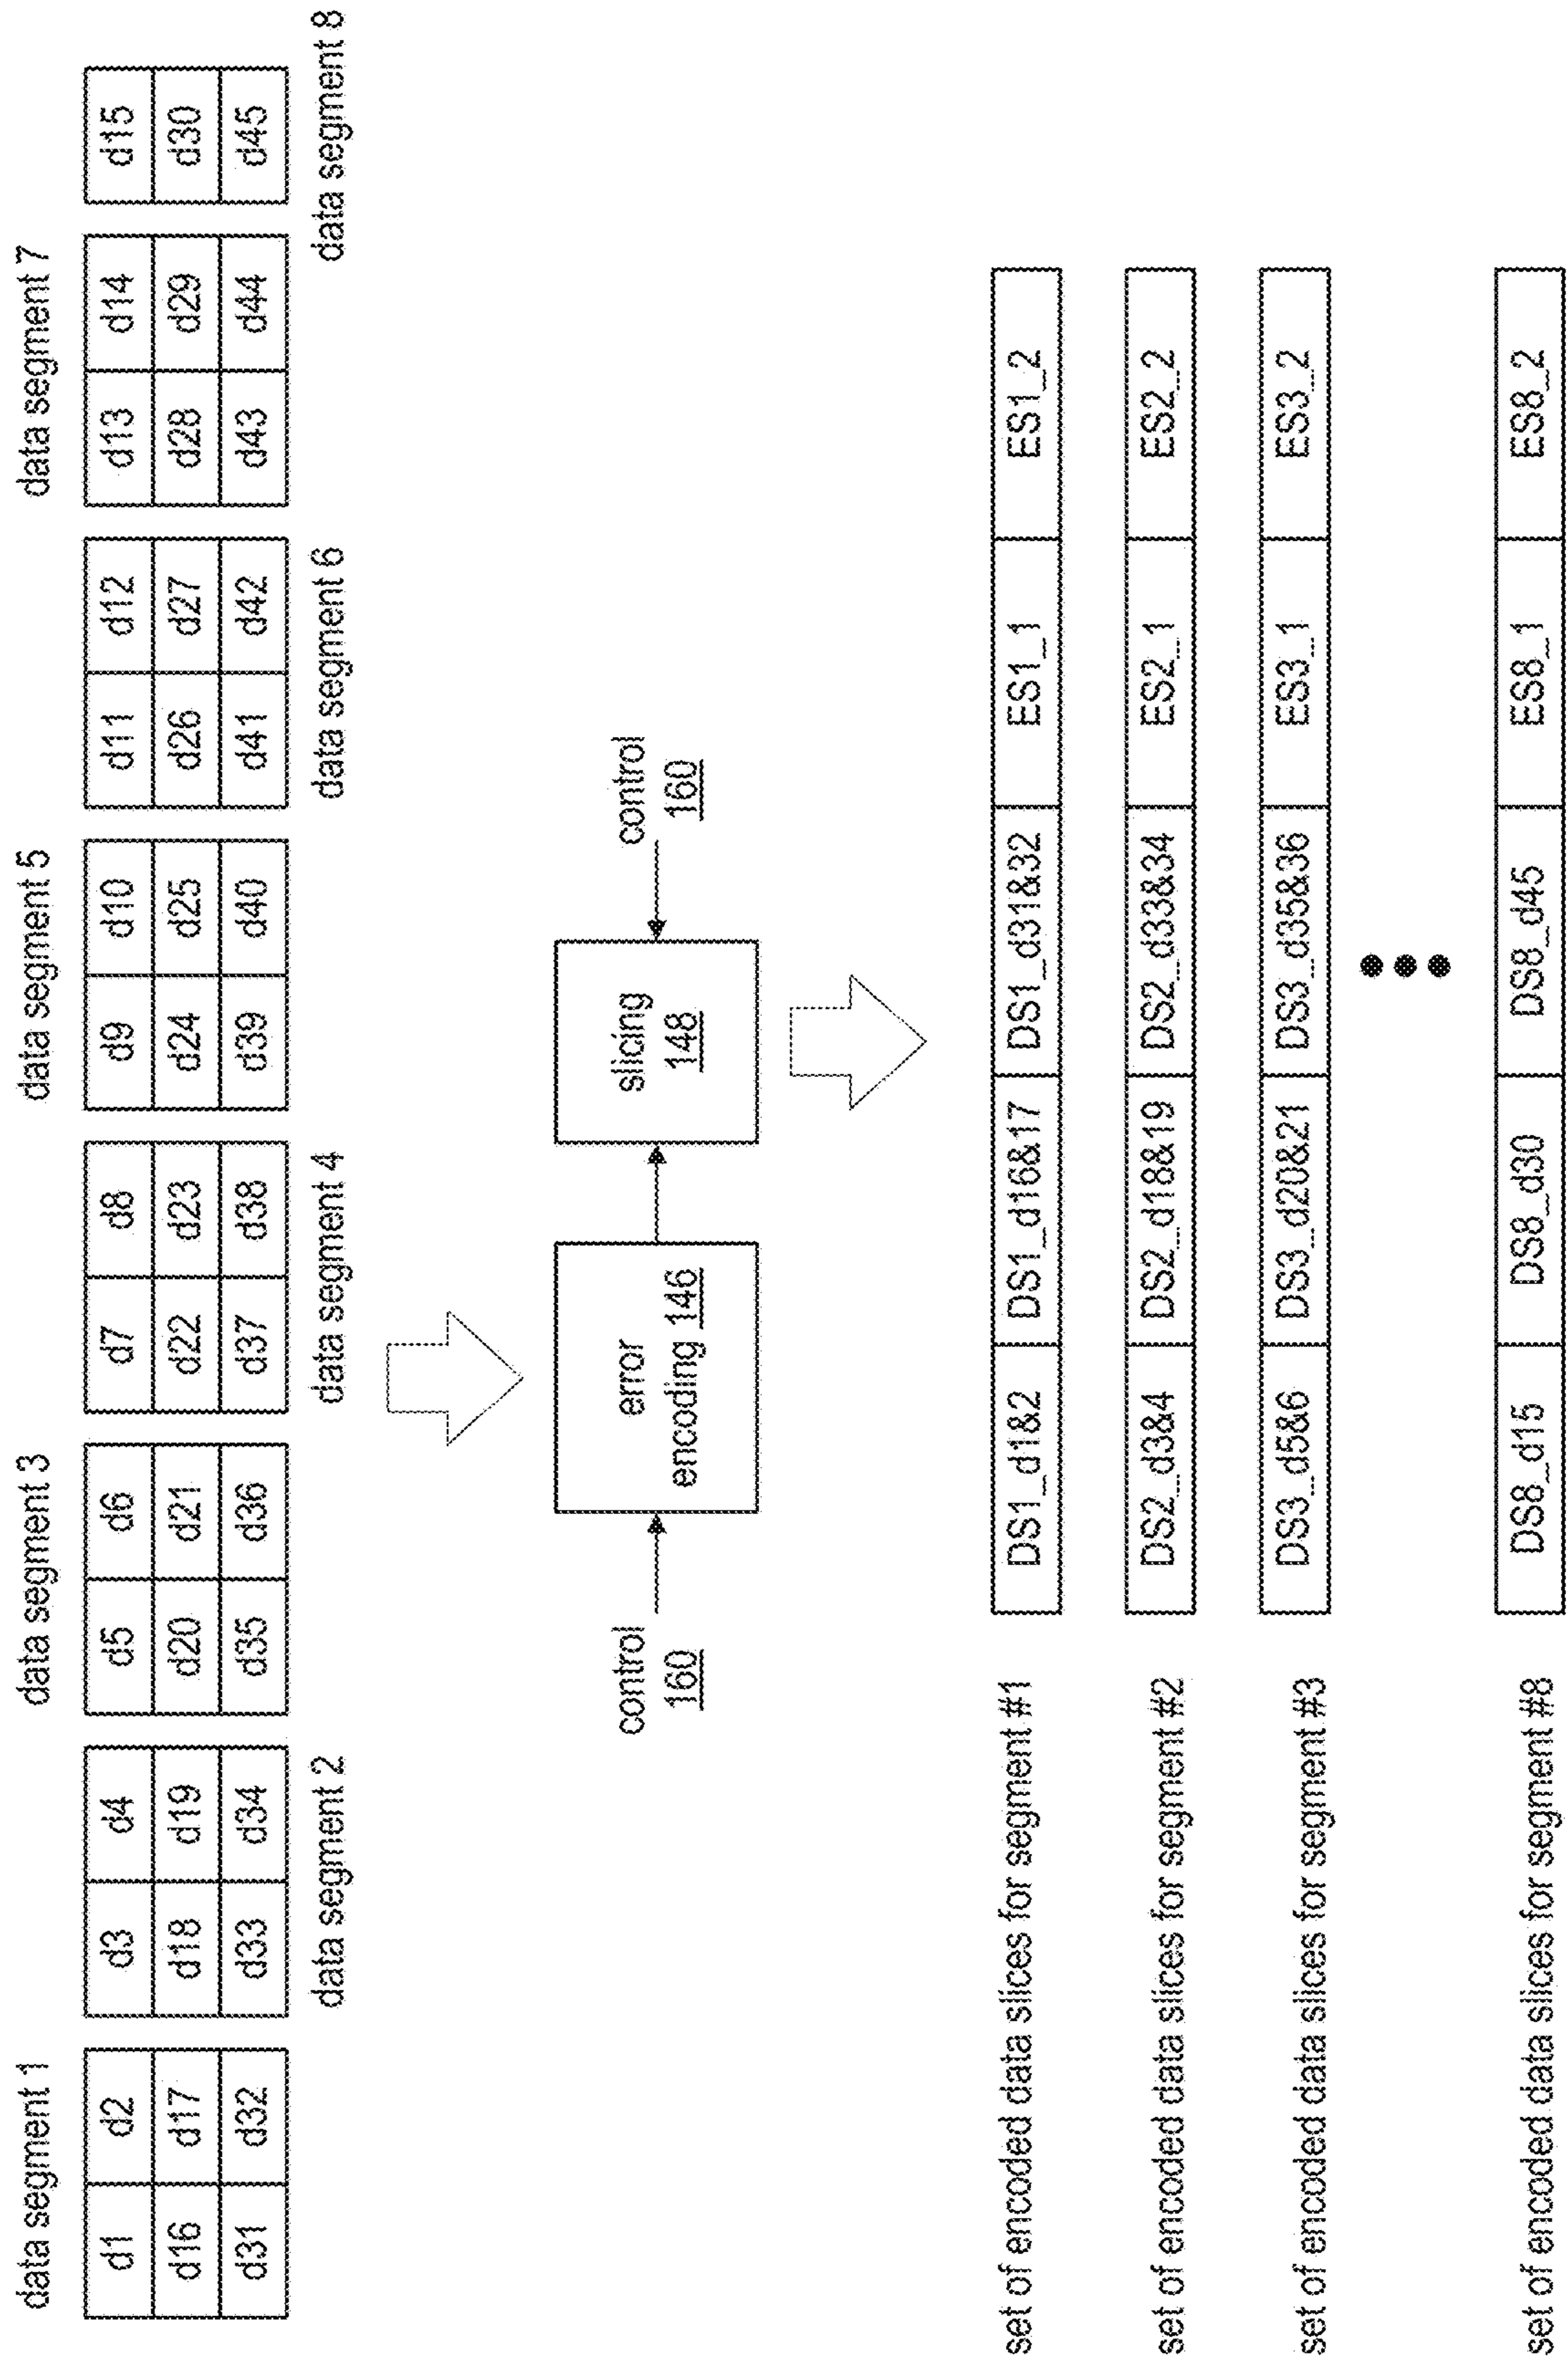 data segment 1
data segment 3
data segment 5
data segment 7
d1 d2 d3 d4 d5 d6 d7 d8 d9 d10 d11 d12 d13 d14 d15
d16 d17 d18 d19 d20 d21 d22 d23 d24 d25 d26 d27 d28 d29 d30
d31 d32 d33 d34 d35 d36 d37 d38 d39 d40 d41 d42 d43 d44 d45
data segment 2
data segment 4
data segment 6
data segment 8
control
160
error
encoding 146
slicing
148
control
160
set of encoded data slices for segment #1
DS1_d1&2 DS1_d16&17 DS1_d31&32 ES1_1 ES1_2
set of encoded data slices for segment #2
DS2_d3&4 DS2_d18&19 DS2_d33&34 ES2_1 ES2_2
set of encoded data slices for segment #3
DS3_d5&6 DS3_d20&21 DS3_d35&36 ES3_1 ES3_2
set of encoded data slices for segment #8
DS8_d15 DS8_d30 DS8_d45 ES8_1 ES8_2